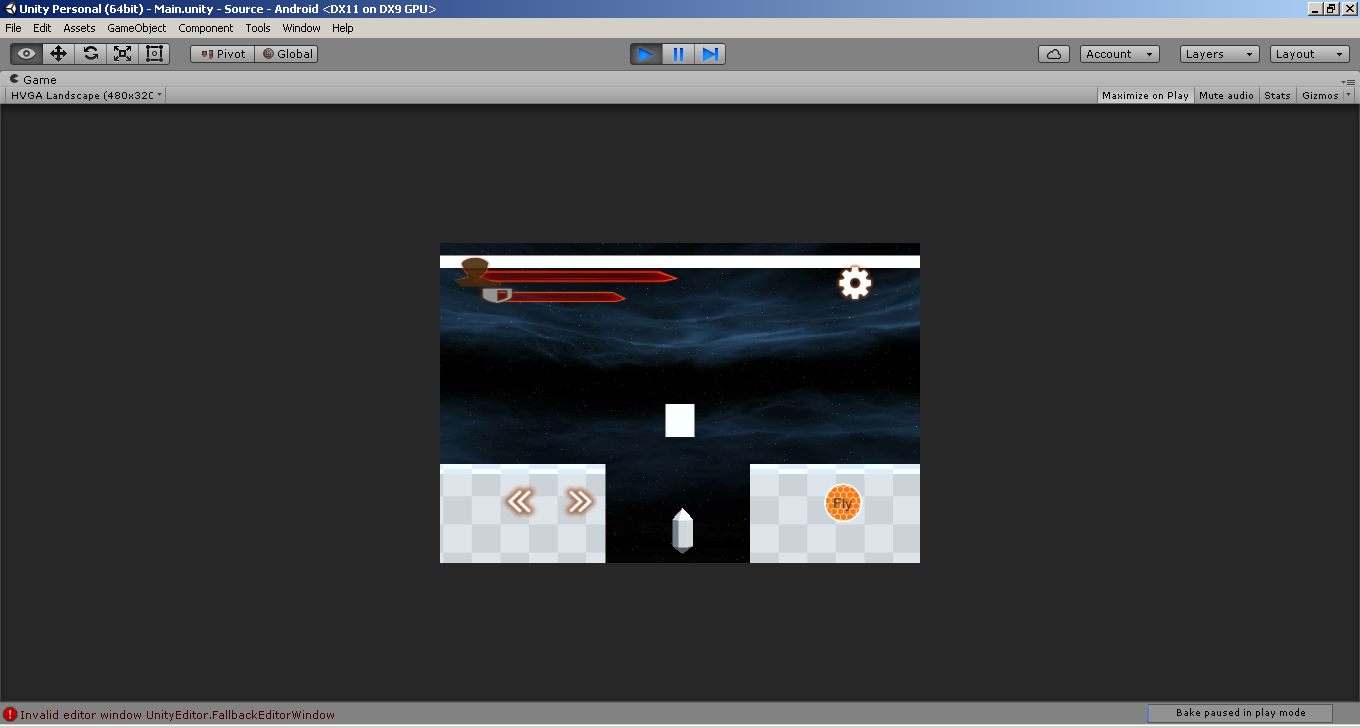 Unity Personal (64bit) - Main.unity - Source - Android <DX11 on DX9 GPU>
File Edit Assets GameObject Component Tools Window Help
Pivot Global Account Layers Layout
Game
HVGA Landscape (480x320 Maximize on Play Mute audio Stats Gizmos
Fly
Invalid editor window UnityEditor.FallbackEditorWindow
Bake paused in play mode